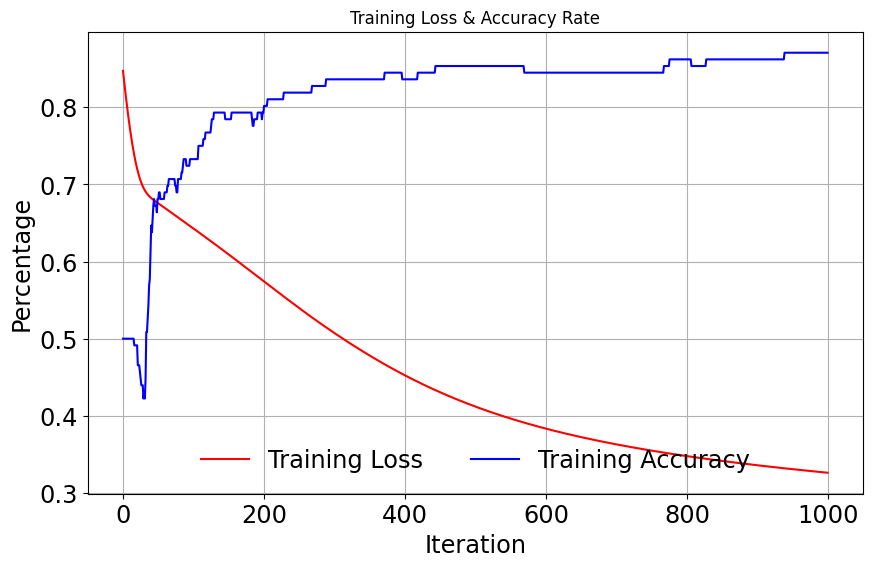 Training Loss & Accuracy Rate
Percentage
0.8
0.7
0.6
0.5
0.4
0.3
Training Loss
Training Accuracy
0 200 400 600 800 1000
Iteration